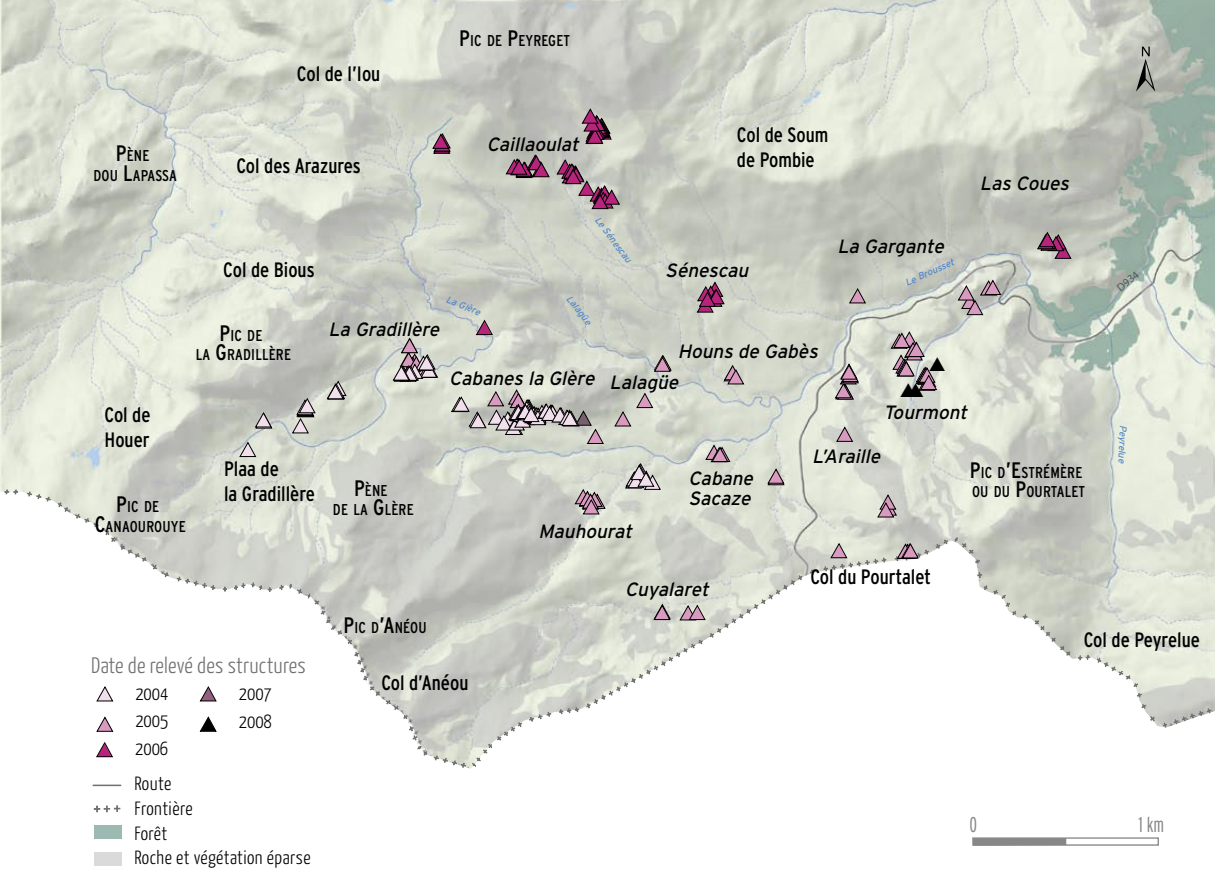 Pic de Peyreget
N
Col de l'Iou
Caillaoulat
Col de Soum
de Pombie
Pène
dou Lapassa
Col des Arazures
Las Coues
Le Sénescau
La Gargante
Col de Bious
Sénescau
Le Brousset
D934
La Glère
Lalagüe
Pic de
la Gradillère
La Gradillère
Houns de Gabès
Cabanes la Glère
Lalagüe
Col de
Houer
Tourmont
Peyrelue
L'Araille
Plaa de
la Gradillère
Pène
de la Glère
Cabane
Sacaze
Pic d'Estrémère
ou du Pourtalet
Pic de
Canaourouye
Mauhourat
Col du Pourtalet
Cuyalaret
Pic d'Anéou
Col de Peyrelue
Col d'Anéou
Date de relevé des structures
2004
2007
2005
2008
2006
Route
Frontière
Forêt
Roche et végétation éparse
0
1 km